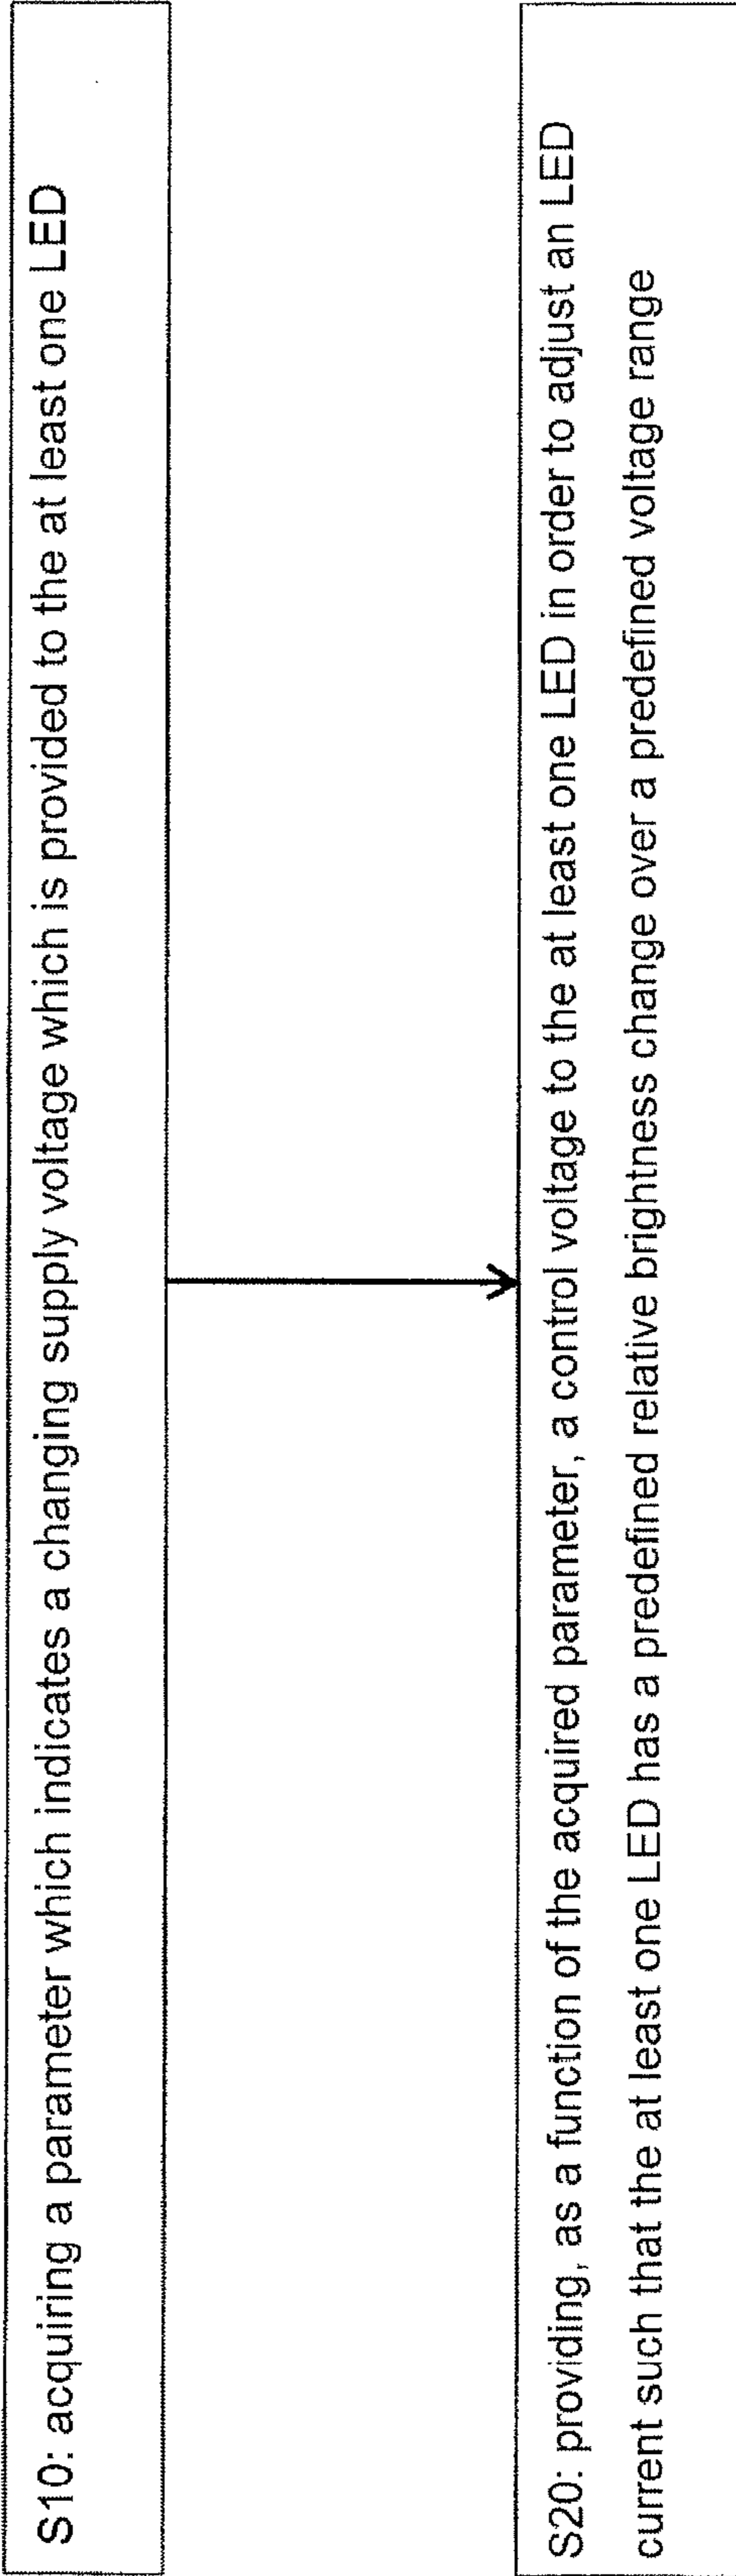 S10: acquiring a parameter which indicates a changing supply voltage which is provided to the at least one LED
S20: providing, as a function of the acquired parameter, a control voltage to the at least one LED in order to adjust an LED
current such that the at least one LED has a predefined relative brightness change over a predefined voltage range